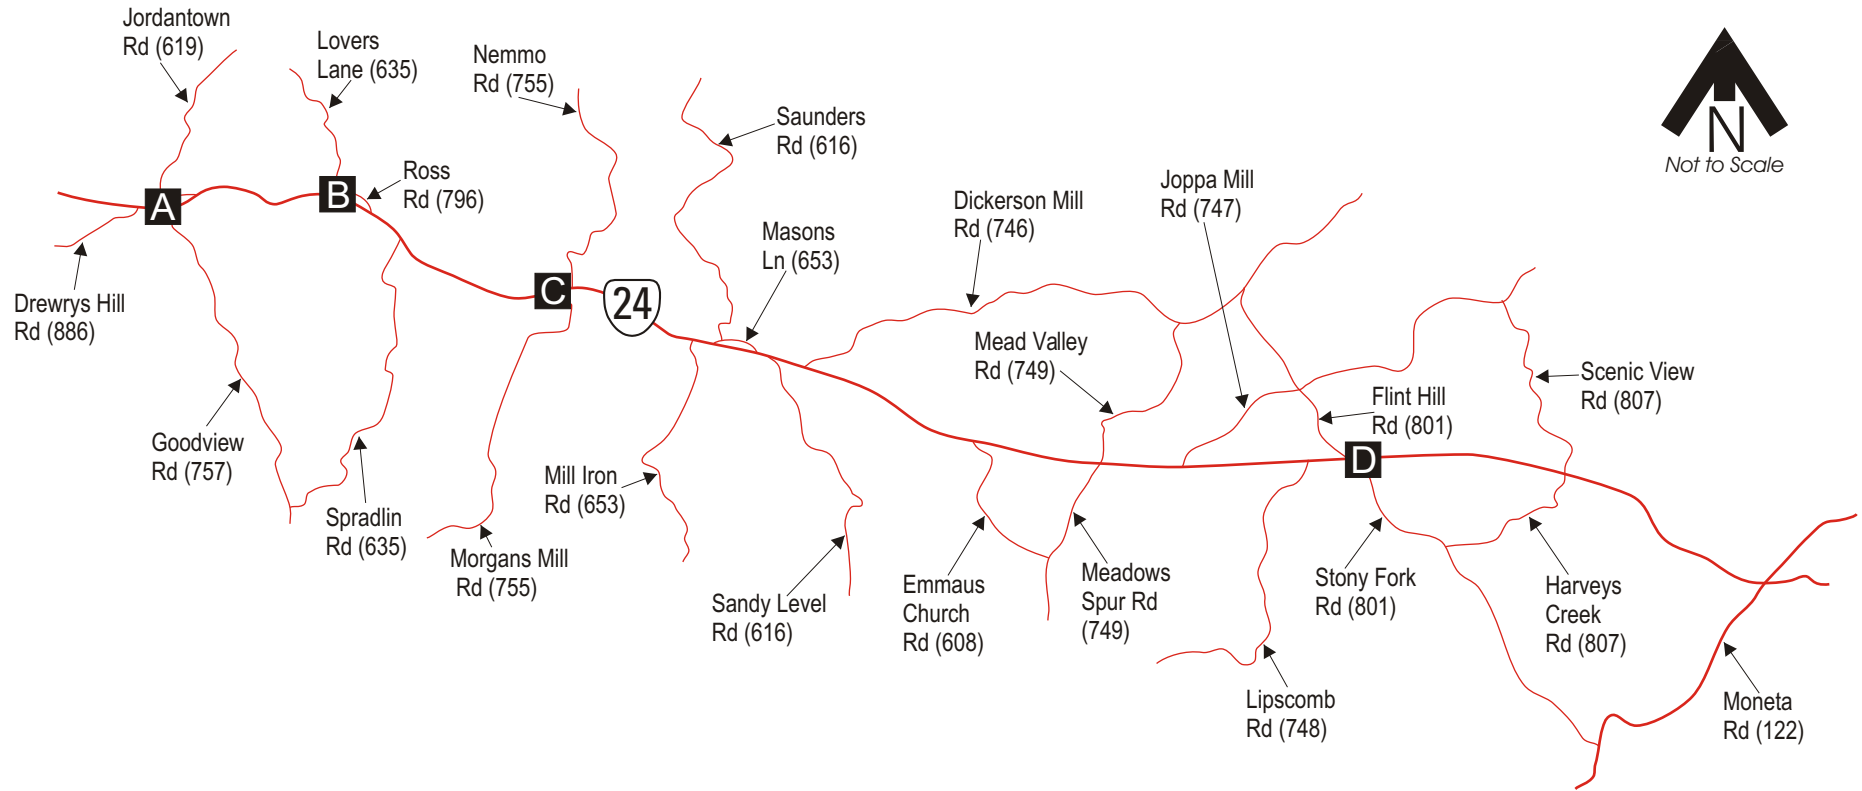 Jordantown
Rd (619)
Lovers
Lane (635)
Nemmo
Rd (755)
Saunders
Rd (616)
N
Not to Scale
Ross
Rd (796)
A
B
Dickerson Mill
Rd (746)
Joppa Mill
Rd (747)
Masons
Ln (653)
Drewrys Hill
Rd (886)
C
24
Mead Valley
Rd (749)
Scenic View
Rd (807)
Flint Hill
Rd (801)
D
Goodview
Rd (757)
Mill Iron
Rd (653)
Spradlin
Rd (635)
Morgans Mill
Rd (755)
Sandy Level
Rd (616)
Emmaus
Church
Rd (608)
Meadows
Spur Rd
(749)
Stony Fork
Rd (801)
Harveys
Creek
Rd (807)
Lipscomb
Rd (748)
Moneta
Rd (122)